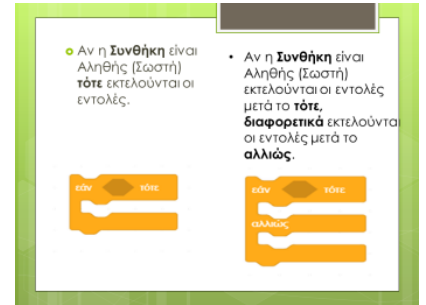 Αν η Συνθήκη είναι
Αληθής (Σωστή)
τότε εκτελούνται οι
εντολές.
εάν τότε
• Αν η Συνθήκη είναι
Αληθής (Σωστή)
εκτελούνται οι εντολές
μετά το τότε,
διαφορετικά εκτελούνται
οι εντολές μετά το
αλλιώς.
εάν τότε
αλλιώς